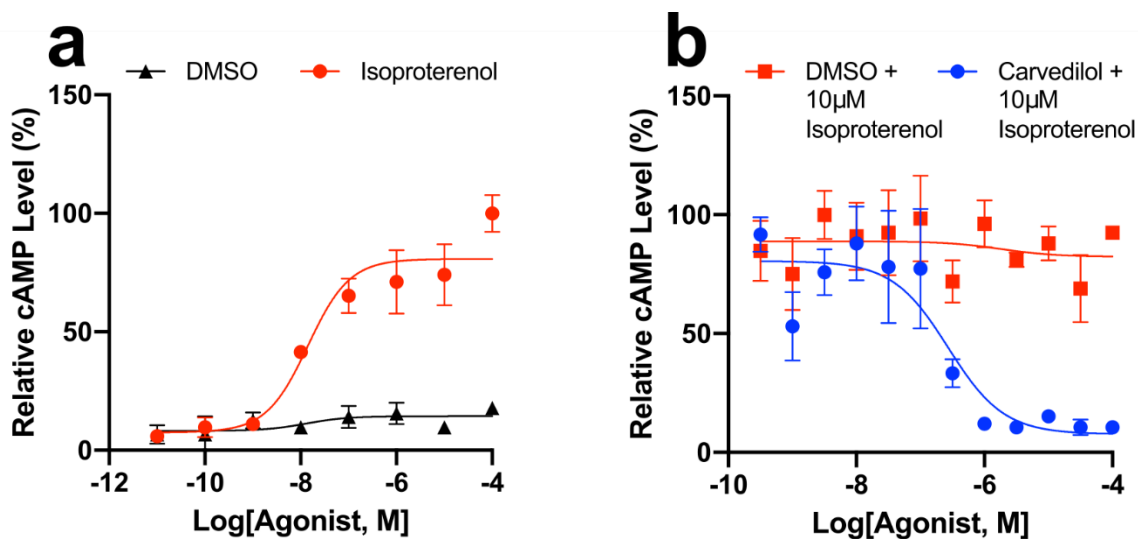 a
DMSO
Isoproterenol
150
100
50
0
Relative cAMP Level (%)
-12
-10
-8
-6
-4
Log[Agonist, M]
b
DMSO +
10µM
Isoproterenol
Carvedilol +
10µM
Isoproterenol
150
100
50
0
Relative cAMP Level (%)
-10
-8
-6
-4
Log[Agonist, M]